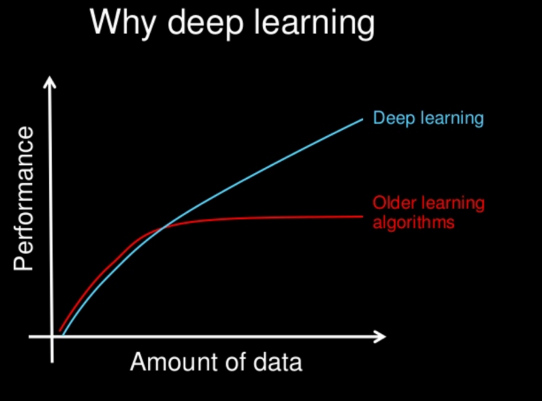 Why deep learning
Performance
Deep learning
Older learning
algorithms
Amount of data